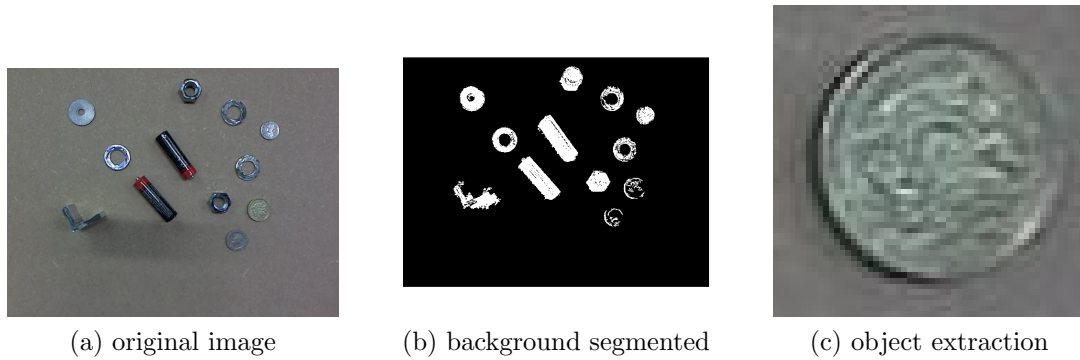 (a) original image
(b) background segmented
(c) object extraction